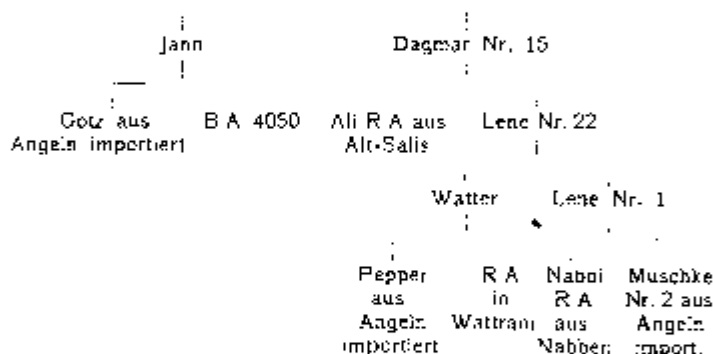 Jann Dagmar Nr. 15
Gotz aus B A 4050 Ali R A aus Lene Nr. 22
Angeln importiert Alt-Salis
Watter Lene Nr. 1
Pepper R A Naboi Muschke
aus in R A Nr. 2 aus
Angeln Wattram aus Angeln
importiert Nabben import.